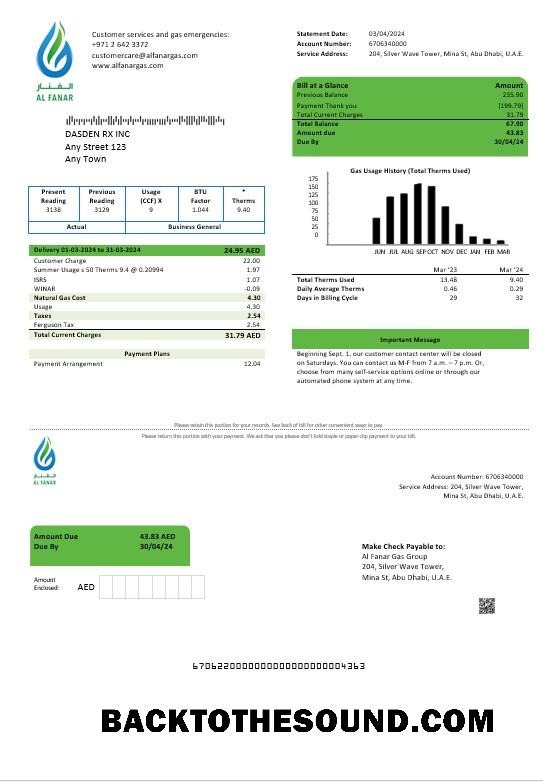 Customer services and gas emergencies:
+971 2 642 3372
customercare@alfanargas.com
www.alfanargas.com
الفنار
AL FANAR
Statement Date: 03/04/2024
Account Number: 6706340000
Service Address: 204, Silver Wave Tower, Mina St, Abu Dhabi, U.A.E.
DASDEN RX INC
Any Street 123
Any Town
Bill at a Glance Amount
Previous Balance 235.90
Payment Thank you (199.79)
Total Current Charges 31.79
Total Balance 67.90
Amount due 43.83
Due By 30/04/24
Present Reading Previous Reading Usage (CCF) X BTU Factor * Therms
3138 3129 9 1.044 9.40
Actual Business General
Gas Usage History (Total Therms Used)
175
150
125
100
75
50
25
0
JUN JUL AUG SEP OCT NOV DEC JAN FEB MAR
Mar '23 Mar '24
Total Therms Used 13.48 9.40
Daily Average Therms 0.46 0.29
Days in Billing Cycle 29 32
Delivery 01-03-2024 to 31-03-2024 24.95 AED
Customer Charge 22.00
Summer Usage ≤ 50 Therms 9.4 @ 0.20994 1.97
ISRS 1.07
WINAR -0.09
Natural Gas Cost 4.30
Usage 4.30
Taxes 2.54
Ferguson Tax 2.54
Total Current Charges 31.79 AED
Payment Plans
Payment Arrangement 12.04
Important Message
Beginning Sept. 1, our customer contact center will be closed
on Saturdays. You can contact us M-F from 7 a.m. – 7 p.m. Or,
choose from many self-service options online or through our
automated phone system at any time.
Please retain this portion for your records. See back of bill for other convenient ways to pay.
Please return this portion with your payment. We ask that you please don't fold staple or paper clip payment to your bill.
الفنار
AL FANAR
Account Number: 6706340000
Service Address: 204, Silver Wave Tower,
Mina St, Abu Dhabi, U.A.E.
Amount Due 43.83 AED
Due By 30/04/24
Amount Enclosed: AED
Make Check Payable to:
Al Fanar Gas Group
204, Silver Wave Tower,
Mina St, Abu Dhabi, U.A.E.
BACKTOTHESOUND.COM